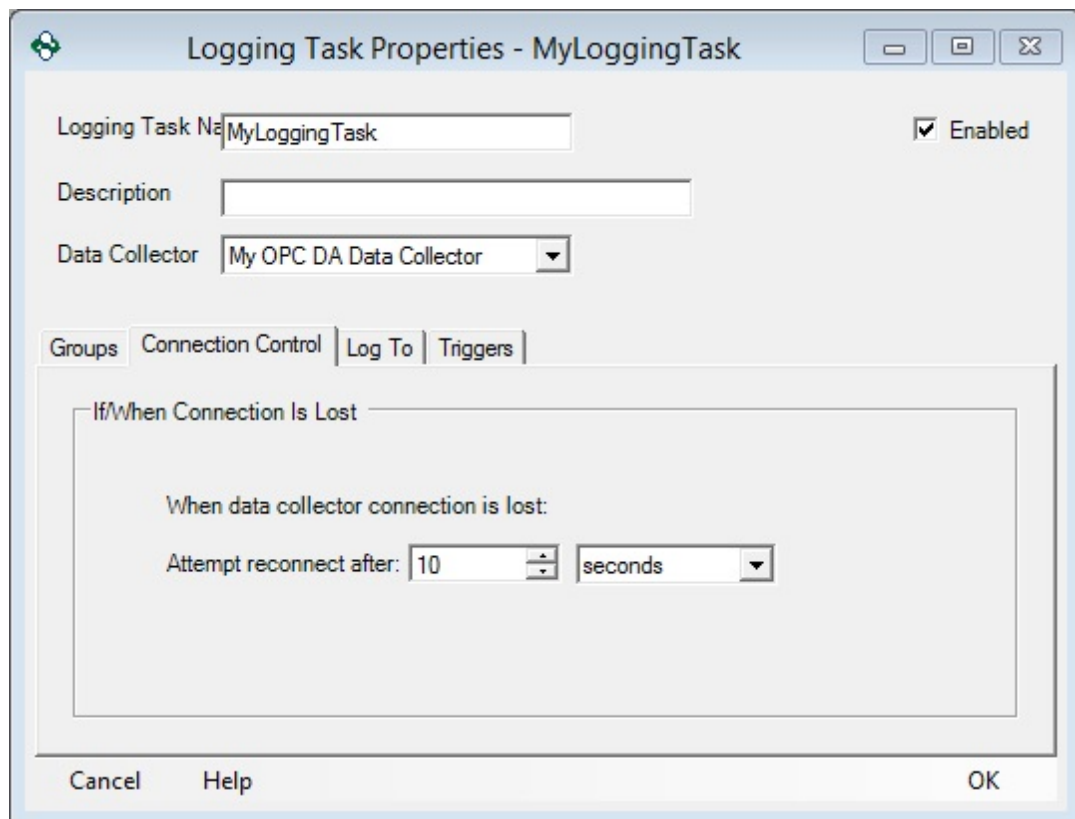 Logging Task Properties - MyLoggingTask
Logging Task Na MyLoggingTask Enabled
Description
Data Collector My OPC DA Data Collector
Groups Connection Control Log To Triggers
If/When Connection Is Lost
When data collector connection is lost:
Attempt reconnect after: 10 seconds
Cancel Help OK